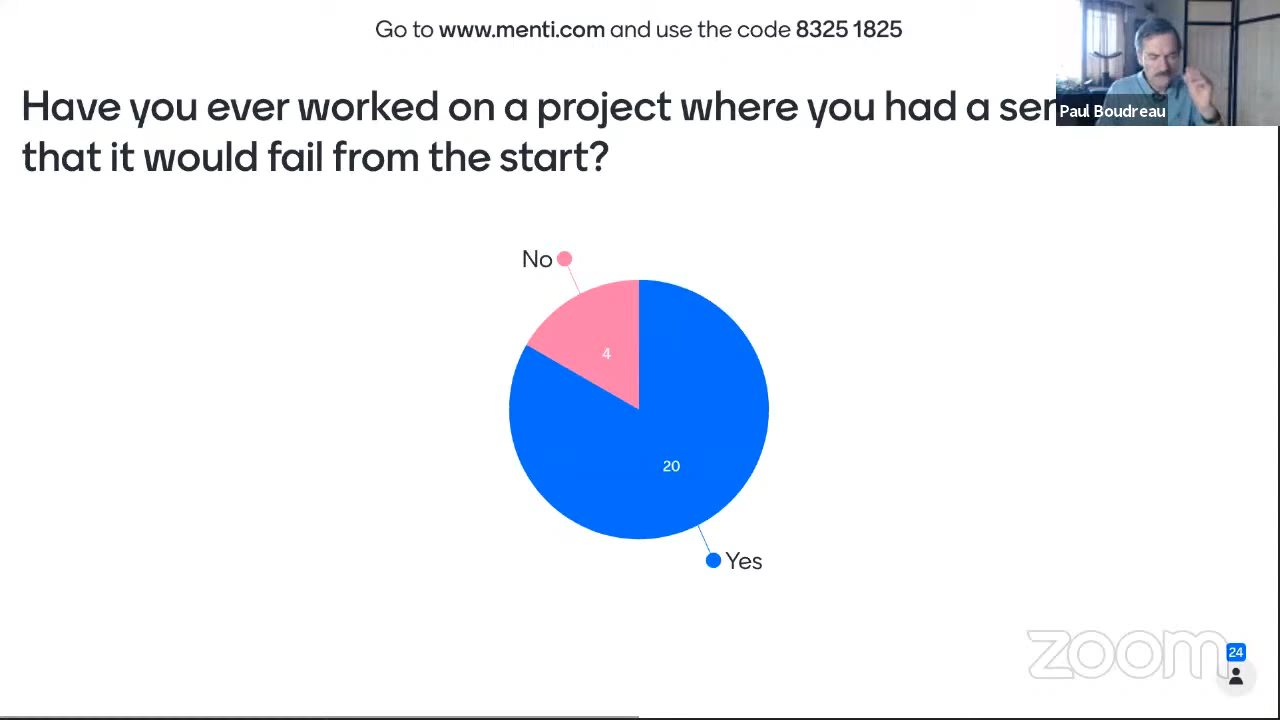 Go to www.menti.com and use the code 8325 1825
Have you ever worked on a project where you had a
that it would fail from the start?
Paul Boudreau
No
4
20
Yes
zoom
24